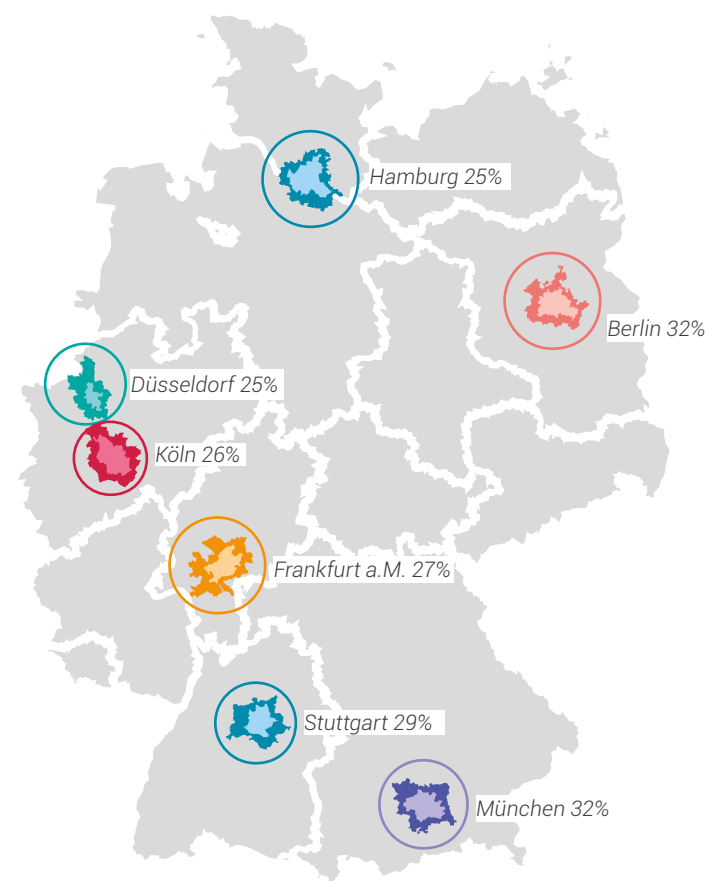 Hamburg 25%
Berlin 32%
Düsseldorf 25%
Köln 26%
Frankfurt a.M. 27%
Stuttgart 29%
München 32%